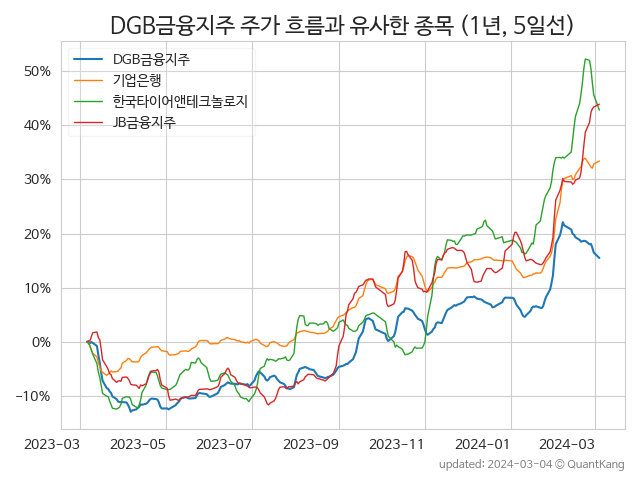 DGB금융지주 주가 흐름과 유사한 종목 (1년, 5일선)
DGB금융지주
기업은행
한국타이어앤테크놀로지
JB금융지주
50%
40%
30%
20%
10%
0%
−10%
2023-03
2023-05
2023-07
2023-09
2023-11
2024-01
2024-03
updated: 2024-03-04 © QuantKang